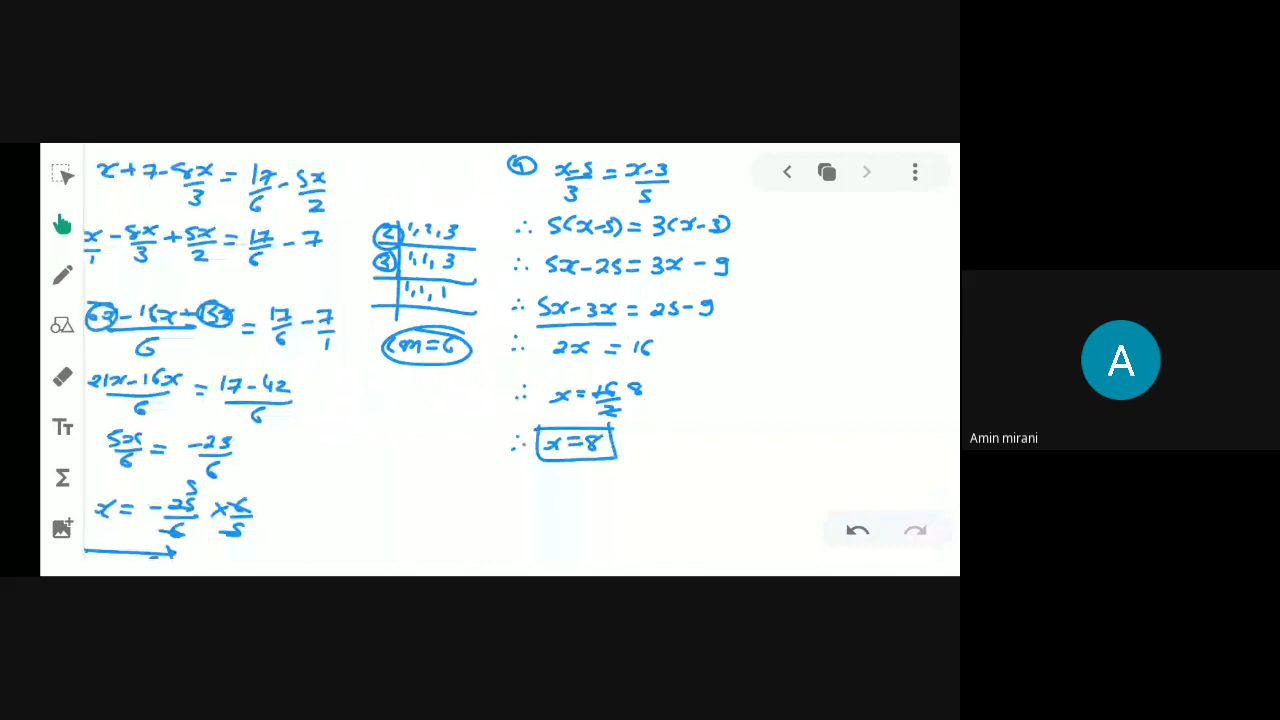 x + 7 - 8x/3 = 17/6 - 5x/2
x/1 - 8x/3 + 5x/2 = 17/6 - 7
6x - 16x + 15x / 6 = 17/6 - 7/1
21x - 16x / 6 = 17 - 42 / 6
5x/6 = -25/6
x = -25/6 × 6/5
5
2 | 1, 2, 3
3 | 1, 1, 3
1, 1, 1
m = 6
x-5/3 = x-3/5
∴ 5(x-5) = 3(x-3)
∴ 5x - 25 = 3x - 9
∴ 5x - 3x = 25 - 9
∴ 2x = 16
∴ x = 16/2 8
∴ x = 8
Tт
Σ
A
Amin mirani